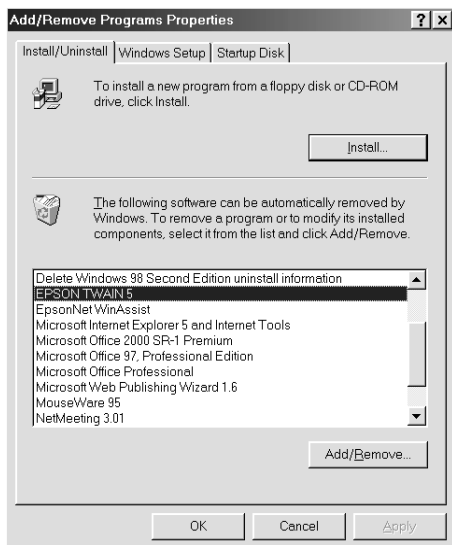 Add/Remove Programs Properties
Install/Uninstall Windows Setup Startup Disk
To install a new program from a floppy disk or CD-ROM
drive, click Install.
Install...
The following software can be automatically removed by
Windows. To remove a program or to modify its installed
components, select it from the list and click Add/Remove.
Delete Windows 98 Second Edition uninstall information
EPSON TWAIN 5
EpsonNet WinAssist
Microsoft Internet Explorer 5 and Internet Tools
Microsoft Office 2000 SR-1 Premium
Microsoft Office 97, Professional Edition
Microsoft Office Professional
Microsoft Web Publishing Wizard 1.6
MouseWare 95
NetMeeting 3.01
Add/Remove...
OK Cancel Apply